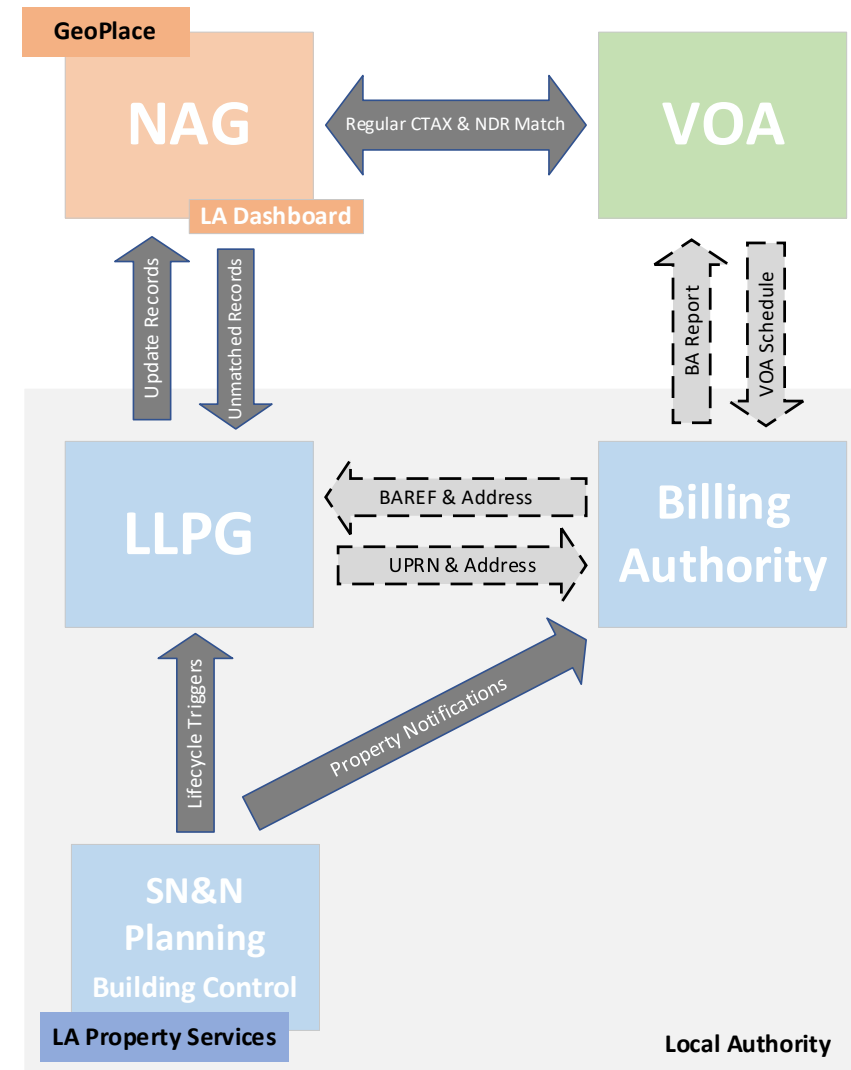 GeoPlace
NAG
LA Dashboard
Regular CTAX & NDR Match
VOA
Update Records
Unmatched Records
BA Report
VOA Schedule
LLPG
BAREF & Address
UPRN & Address
Billing
Authority
Lifecycle Triggers
Property Notifications
SN&N
Planning
Building Control
LA Property Services
Local Authority